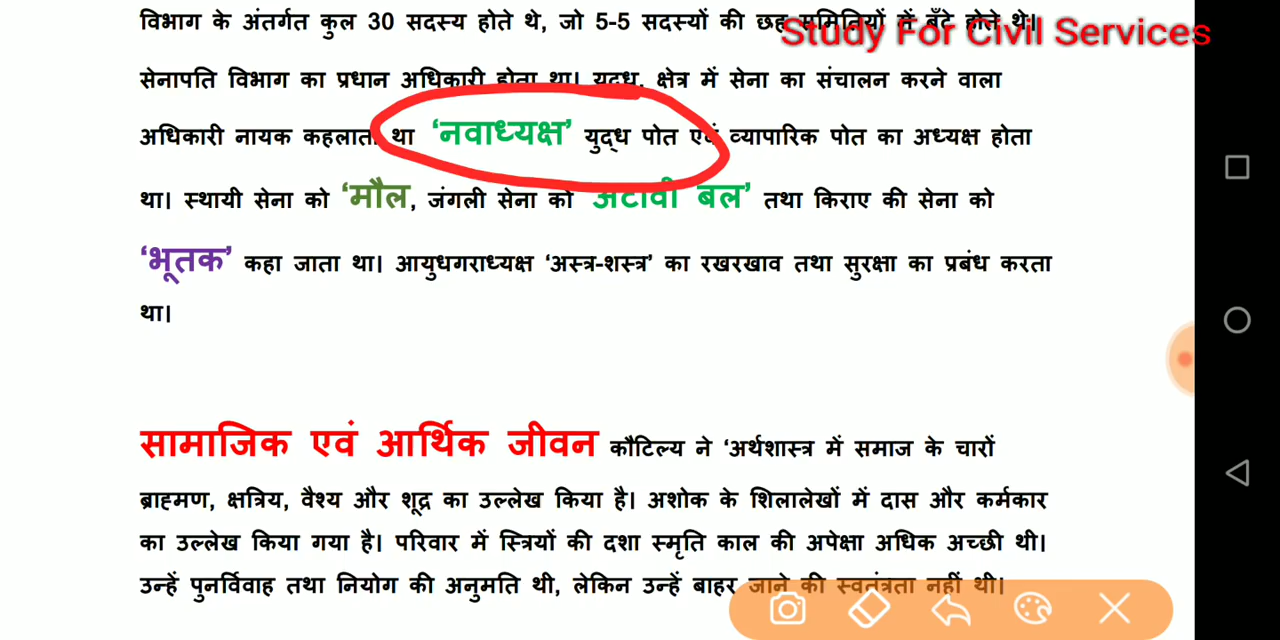 विभाग के अंतर्गत कुल 30 सदस्य होते थे, जो 5-5 सदस्यों की छह समितियों में बँटे होते थे।
Study For Civil Services
सेनापति विभाग का प्रधान अधिकारी होता था। युद्ध, क्षेत्र में सेना का संचालन करने वाला
अधिकारी नायक कहलाता था ‘नवाध्यक्ष’ युद्ध पोत एवं व्यापारिक पोत का अध्यक्ष होता
था। स्थायी सेना को ‘मौल, जंगली सेना को ‘अटावी बल’ तथा किराए की सेना को
‘भूतक’ कहा जाता था। आयुधगराध्यक्ष ‘अस्त्र-शस्त्र’ का रखरखाव तथा सुरक्षा का प्रबंध करता
था।
सामाजिक एवं आर्थिक जीवन कौटिल्य ने ‘अर्थशास्त्र में समाज के चारों
ब्राह्मण, क्षत्रिय, वैश्य और शूद्र का उल्लेख किया है। अशोक के शिलालेखों में दास और कर्मकार
का उल्लेख किया गया है। परिवार में स्त्रियों की दशा स्मृति काल की अपेक्षा अधिक अच्छी थी।
उन्हें पुनर्विवाह तथा नियोग की अनुमति थी, लेकिन उन्हें बाहर जाने की स्वतंत्रता नहीं थी।